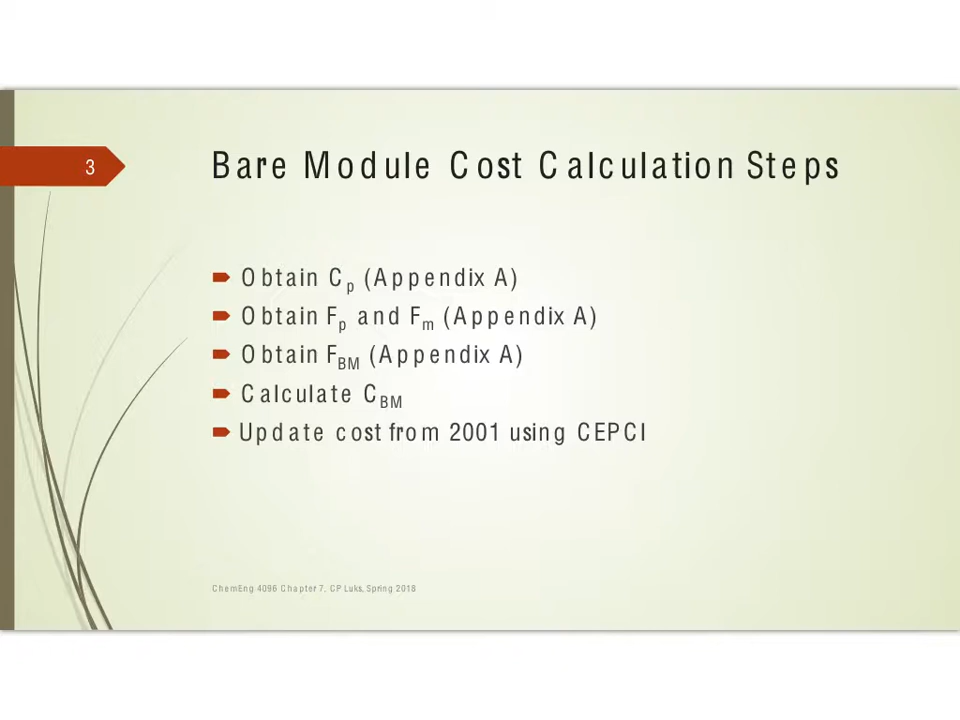 3
Bare Module Cost Calculation Steps
Obtain Cp (Appendix A)
Obtain Fp and Fm (Appendix A)
Obtain FBM (Appendix A)
Calculate CBM
Update cost from 2001 using CEPCI
ChemEng 4096 Chapter 7, CP Luks, Spring 2018